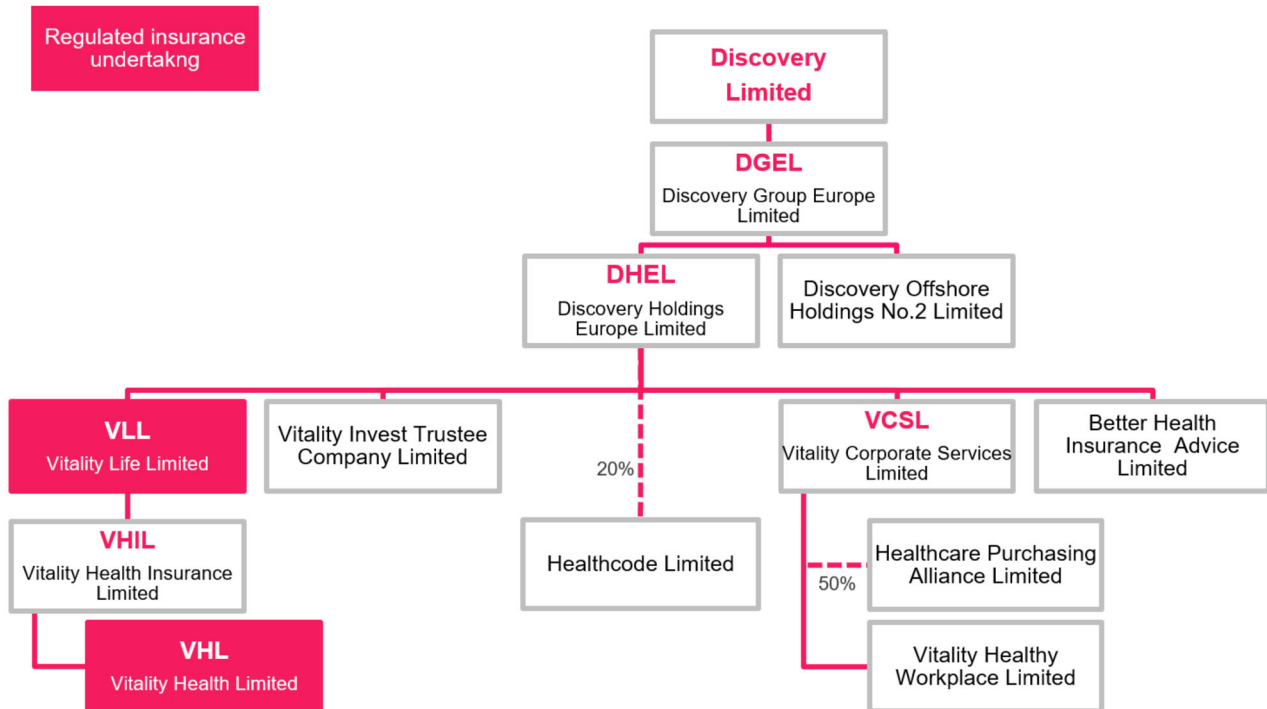 Regulated insurance
undertakng
Discovery
Limited
DGEL
Discovery Group Europe
Limited
DHEL
Discovery Holdings
Europe Limited
Discovery Offshore
Holdings No.2 Limited
VLL
Vitality Life Limited
Vitality Invest Trustee
Company Limited
20%
VCSL
Vitality Corporate Services
Limited
Better Health
Insurance Advice
Limited
VHIL
Vitality Health Insurance
Limited
Healthcode Limited
Healthcare Purchasing
Alliance Limited
50%
VHL
Vitality Health Limited
Vitality Healthy
Workplace Limited